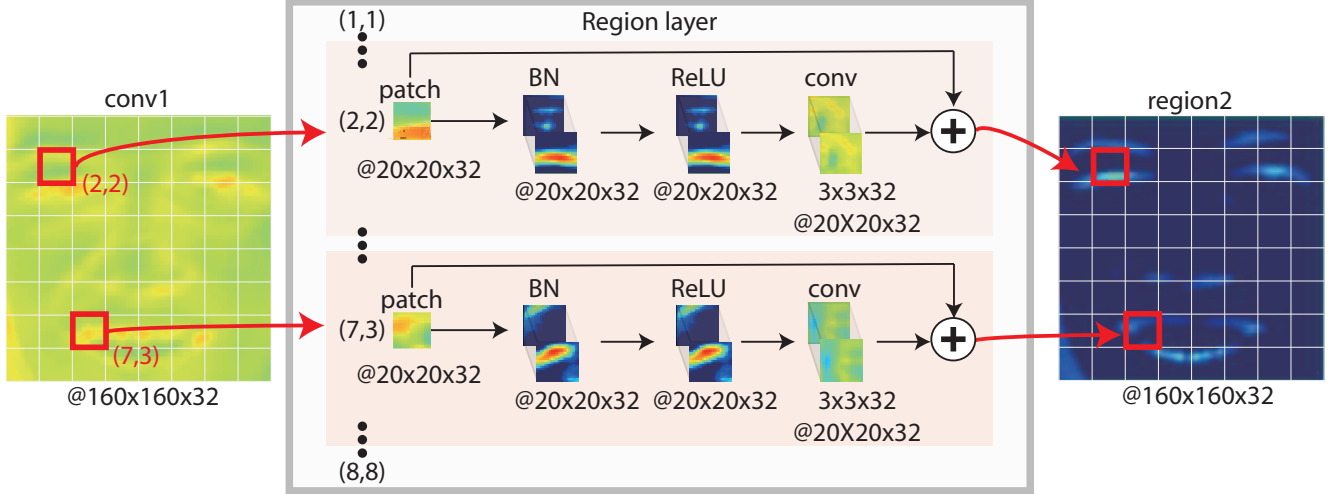 conv1
(2,2)
(7,3)
@160x160x32
Region layer
(1,1)
patch
BN
ReLU
conv
(2,2)
+
@20x20x32
@20x20x32
@20x20x32
3x3x32
@20X20x32
patch
BN
ReLU
conv
(7,3)
+
@20x20x32
@20x20x32
@20x20x32
3x3x32
@20X20x32
(8,8)
region2
@160x160x32